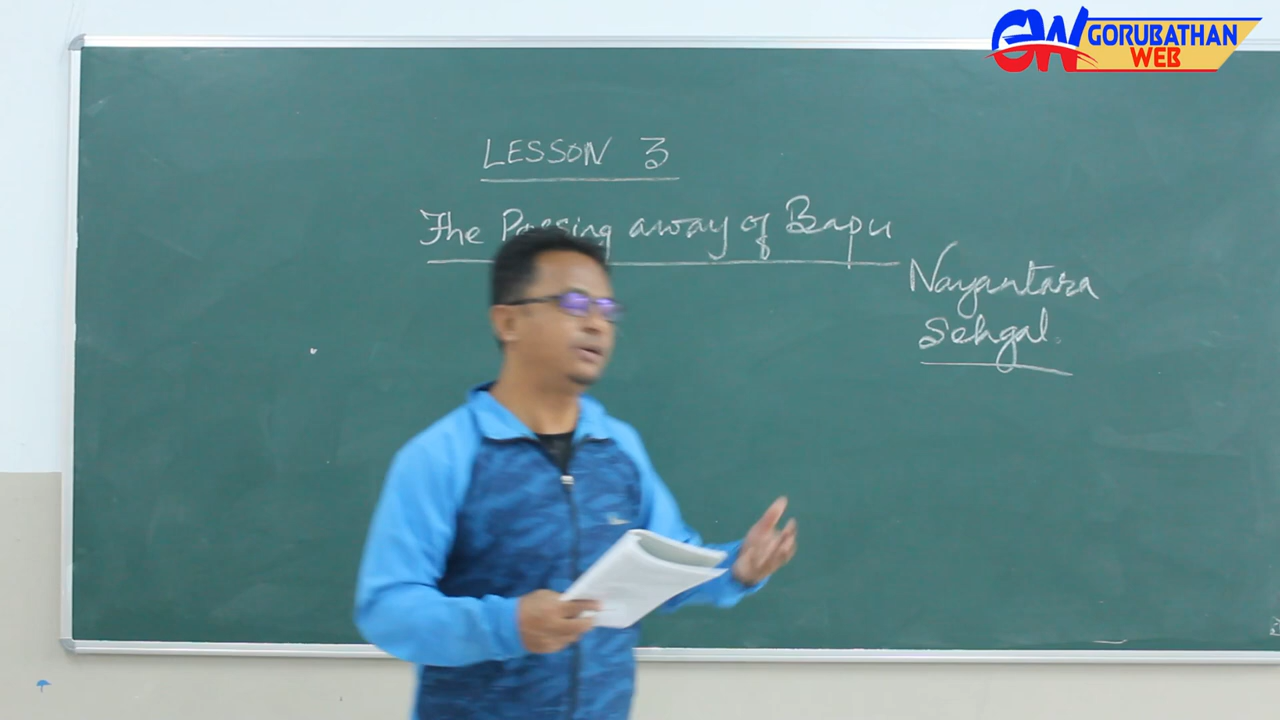 GW GORUBATHAN
WEB
LESSON 3
The Passing away of Bapu
Nayantara
Sehgal.